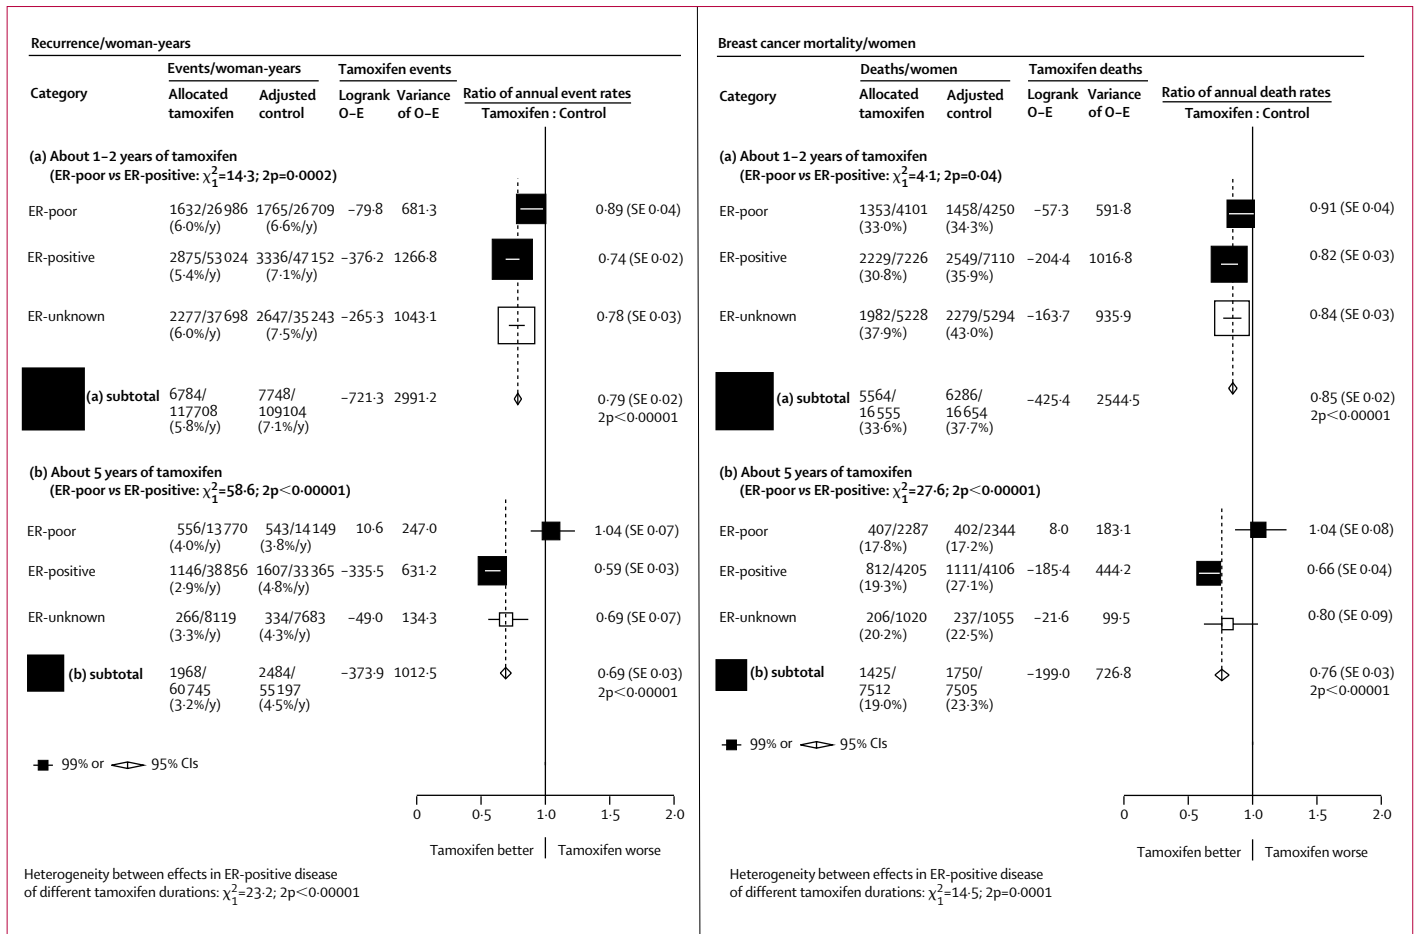 Recurrence/woman-years
Events/woman-years Tamoxifen events
Category Allocated Adjusted Logrank Variance Ratio of annual event rates
tamoxifen control O–E of O–E Tamoxifen : Control
(a) About 1–2 years of tamoxifen
(ER-poor vs ER-positive: χ²₁=14·3; 2p=0·0002)
ER-poor 1632/26 986 1765/26 709 –79·8 681·3 0·89 (SE 0·04)
(6·0%/y) (6·6%/y)
ER-positive 2875/53 024 3336/47 152 –376·2 1266·8 0·74 (SE 0·02)
(5·4%/y) (7·1%/y)
ER-unknown 2277/37 698 2647/35 243 –265·3 1043·1 0·78 (SE 0·03)
(6·0%/y) (7·5%/y)
(a) subtotal 6784/ 7748/ –721·3 2991·2 0·79 (SE 0·02)
117708 109104 2p<0·00001
(5·8%/y) (7·1%/y)
(b) About 5 years of tamoxifen
(ER-poor vs ER-positive: χ²₁=58·6; 2p<0·00001)
ER-poor 556/13 770 543/14 149 10·6 247·0 1·04 (SE 0·07)
(4·0%/y) (3·8%/y)
ER-positive 1146/38 856 1607/33 365 –335·5 631·2 0·59 (SE 0·03)
(2·9%/y) (4·8%/y)
ER-unknown 266/8119 334/7683 –49·0 134·3 0·69 (SE 0·07)
(3·3%/y) (4·3%/y)
(b) subtotal 1968/ 2484/ –373·9 1012·5 0·69 (SE 0·03)
60 745 55 197 2p<0·00001
(3·2%/y) (4·5%/y)
99% or 95% CIs
0 0·5 1·0 1·5 2·0
Tamoxifen better Tamoxifen worse
Heterogeneity between effects in ER-positive disease
of different tamoxifen durations: χ²₁=23·2; 2p<0·00001
Breast cancer mortality/women
Deaths/women Tamoxifen deaths
Category Allocated Adjusted Logrank Variance Ratio of annual death rates
tamoxifen control O–E of O–E Tamoxifen : Control
(a) About 1–2 years of tamoxifen
(ER-poor vs ER-positive: χ²₁=4·1; 2p=0·04)
ER-poor 1353/4101 1458/4250 –57·3 591·8 0·91 (SE 0·04)
(33·0%) (34·3%)
ER-positive 2229/7226 2549/7110 –204·4 1016·8 0·82 (SE 0·03)
(30·8%) (35·9%)
ER-unknown 1982/5228 2279/5294 –163·7 935·9 0·84 (SE 0·03)
(37·9%) (43·0%)
(a) subtotal 5564/ 6286/ –425·4 2544·5 0·85 (SE 0·02)
16 555 16 654 2p<0·00001
(33·6%) (37·7%)
(b) About 5 years of tamoxifen
(ER-poor vs ER-positive: χ²₁=27·6; 2p<0·00001)
ER-poor 407/2287 402/2344 8·0 183·1 1·04 (SE 0·08)
(17·8%) (17·2%)
ER-positive 812/4205 1111/4106 –185·4 444·2 0·66 (SE 0·04)
(19·3%) (27·1%)
ER-unknown 206/1020 237/1055 –21·6 99·5 0·80 (SE 0·09)
(20·2%) (22·5%)
(b) subtotal 1425/ 1750/ –199·0 726·8 0·76 (SE 0·03)
7512 7505 2p<0·00001
(19·0%) (23·3%)
99% or 95% CIs
0 0·5 1·0 1·5 2·0
Tamoxifen better Tamoxifen worse
Heterogeneity between effects in ER-positive disease
of different tamoxifen durations: χ²₁=14·5; 2p=0·0001